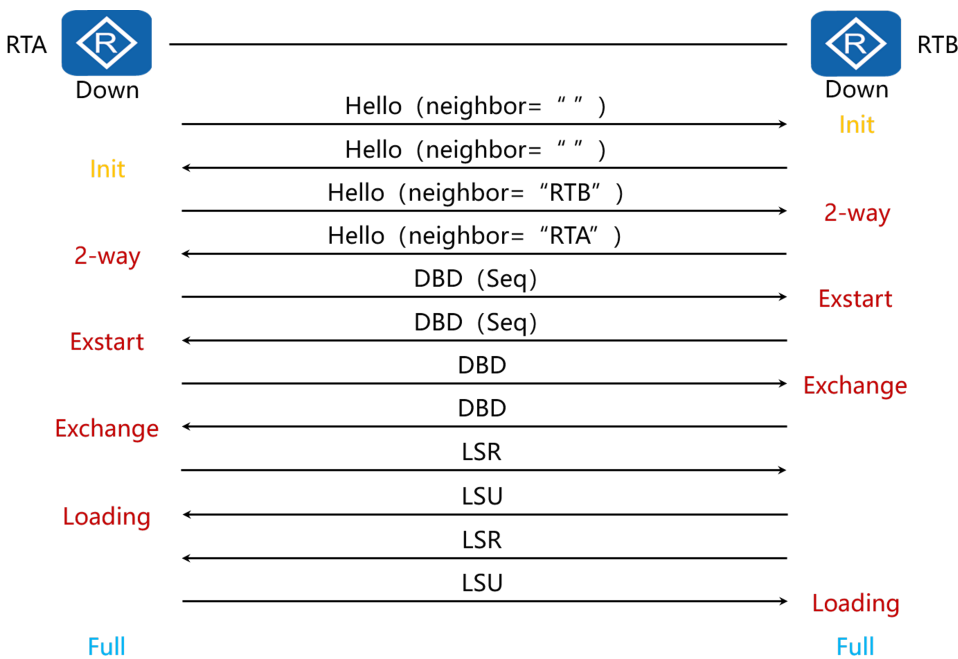 RTA R R RTB
Down Down
Hello（neighbor= “ ” ） Init
Init Hello（neighbor= “ ” ）
Hello（neighbor= “RTB” ） 2-way
2-way Hello（neighbor= “RTA” ）
DBD（Seq） Exstart
Exstart DBD（Seq）
DBD Exchange
Exchange DBD
LSR
Loading LSU
LSR
LSU Loading
Full Full